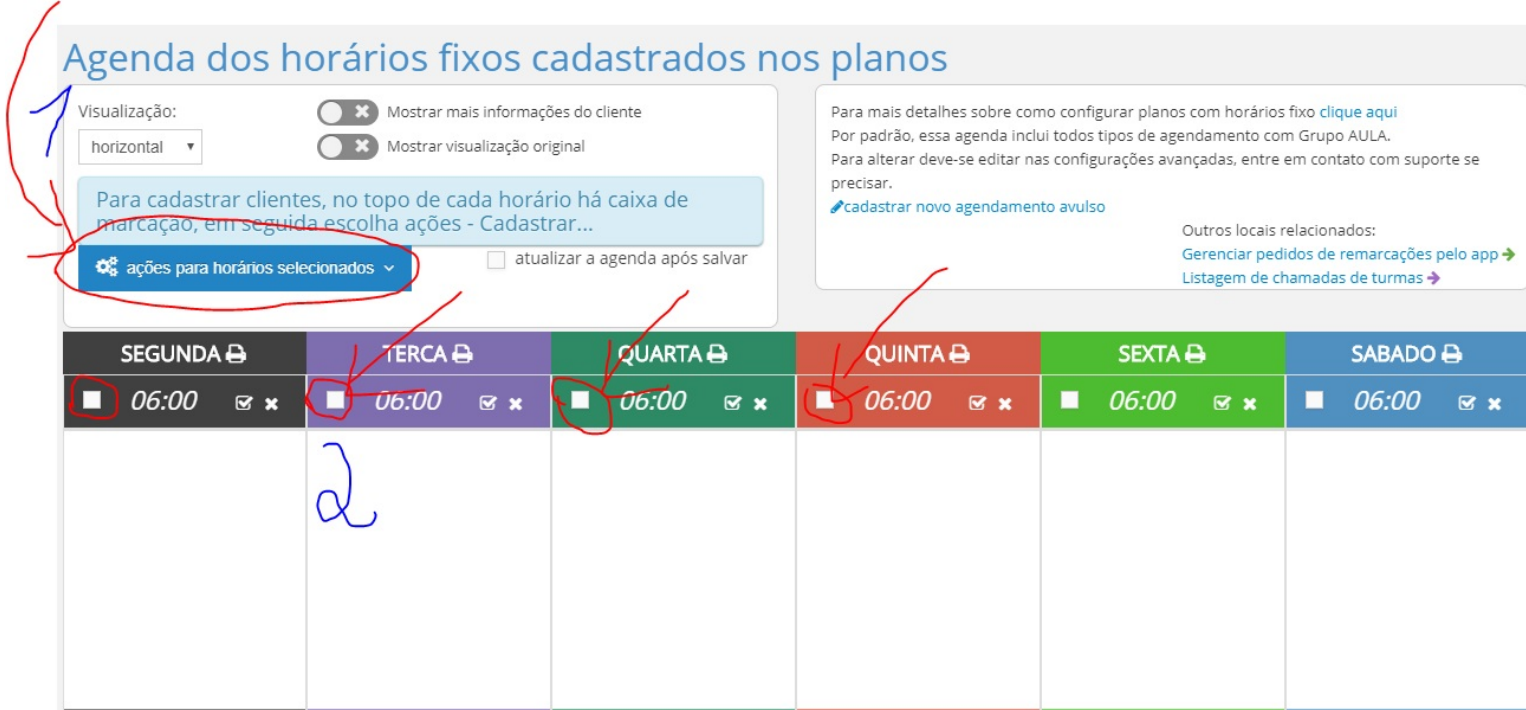 Agenda dos horários fixos cadastrados nos planos
1
Visualização:
horizontal
Mostrar mais informações do cliente
Mostrar visualização original
Para cadastrar clientes, no topo de cada horário há caixa de
marcação, em seguida escolha ações - Cadastrar...
ações para horários selecionados
atualizar a agenda após salvar
Para mais detalhes sobre como configurar planos com horários fixo clique aqui
Por padrão, essa agenda inclui todos tipos de agendamento com Grupo AULA.
Para alterar deve-se editar nas configurações avançadas, entre em contato com suporte se
precisar.
cadastrar novo agendamento avulso
Outros locais relacionados:
Gerenciar pedidos de remarcações pelo app
Listagem de chamadas de turmas
SEGUNDA TERCA QUARTA QUINTA SEXTA SABADO
06:00 06:00 06:00 06:00 06:00 06:00
2